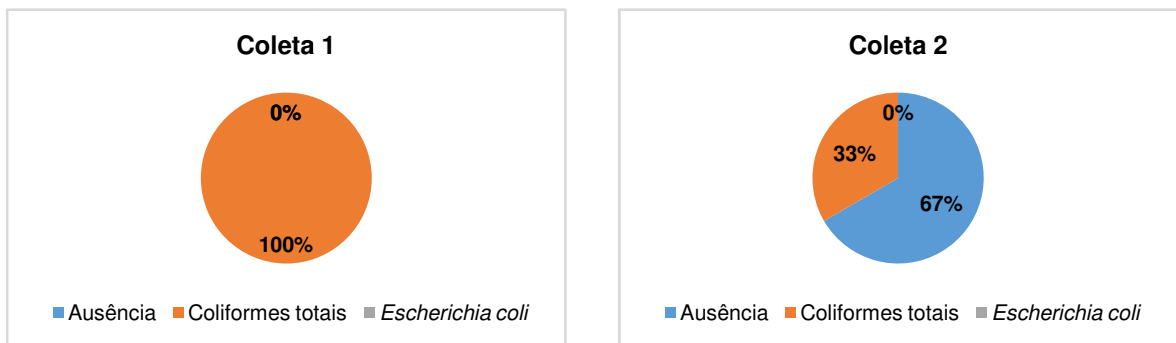 Coleta 1
0%
100%
Ausência Coliformes totais Escherichia coli
Coleta 2
0%
33%
67%
Ausência Coliformes totais Escherichia coli